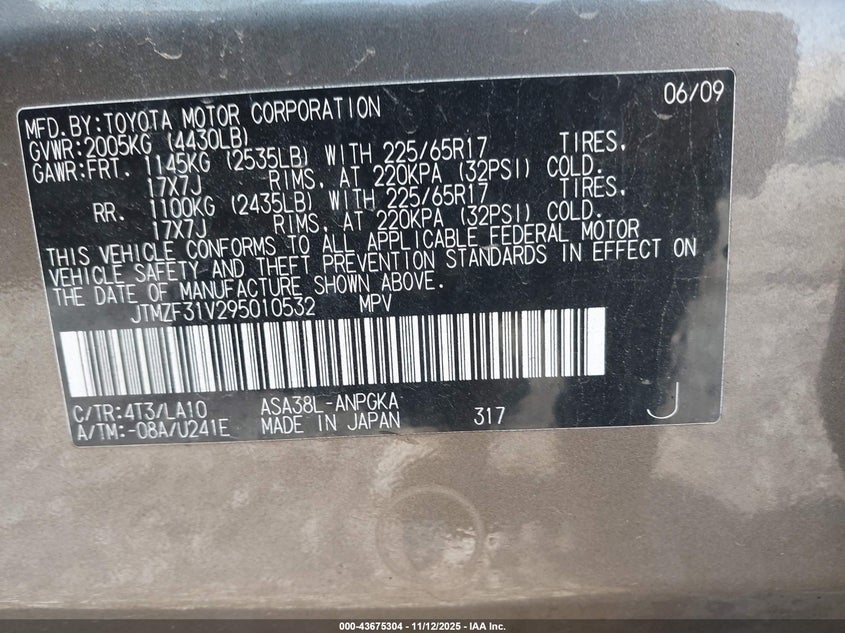 06/09
MFD.BY:TOYOTA MOTOR CORPORATION
GVWR:2005KG (4430LB)
GAWR:FRT. 1145KG (2535LB) WITH 225/65R17 TIRES,
17X7J RIMS, AT 220KPA (32PSI) COLD.
RR. 1100KG (2435LB) WITH 225/65R17 TIRES,
17X7J RIMS, AT 220KPA (32PSI) COLD.
THIS VEHICLE CONFORMS TO ALL APPLICABLE FEDERAL MOTOR
VEHICLE SAFETY AND THEFT PREVENTION STANDARDS IN EFFECT ON
THE DATE OF MANUFACTURE SHOWN ABOVE.
JTMZF31V295010532 MPV
C/TR:4T3/LA10 ASA38L-ANPGKA
A/TM:-08A/U241E MADE IN JAPAN 317 J
000-43675304 - 11/12/2025 - IAA Inc.